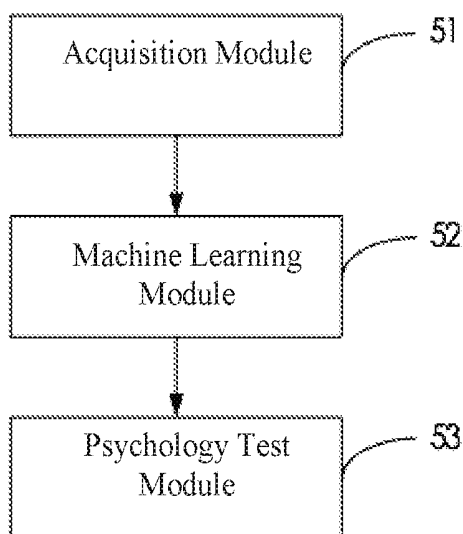 Acquisition Module
51
Machine Learning
Module
52
Psychology Test
Module
53